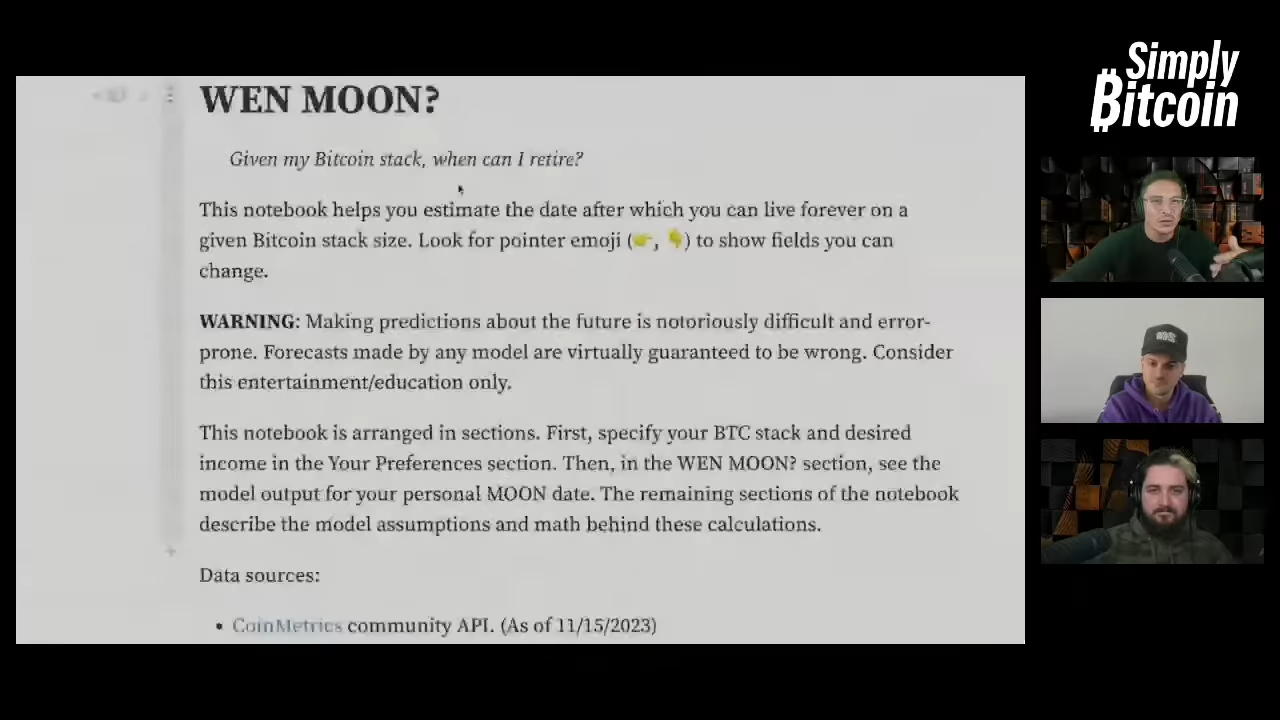 WEN MOON?
Given my Bitcoin stack, when can I retire?
This notebook helps you estimate the date after which you can live forever on a
given Bitcoin stack size. Look for pointer emoji (👉, 👇) to show fields you can
change.
WARNING: Making predictions about the future is notoriously difficult and error-
prone. Forecasts made by any model are virtually guaranteed to be wrong. Consider
this entertainment/education only.
This notebook is arranged in sections. First, specify your BTC stack and desired
income in the Your Preferences section. Then, in the WEN MOON? section, see the
model output for your personal MOON date. The remaining sections of the notebook
describe the model assumptions and math behind these calculations.
Data sources:
• CoinMetrics community API. (As of 11/15/2023)
Simply
Bitcoin